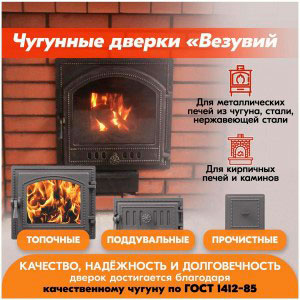 Чугунные дверки «Везувий
Для металлических
печей из чугуна, стали,
нержавеющей стали
Для кирпичных
печей и каминов
ТОПОЧНЫЕ
ПОДДУВАЛЬНЫЕ
ПРОЧИСТНЫЕ
КАЧЕСТВО, НАДЁЖНОСТЬ И ДОЛГОВЕЧНОСТЬ
дверок достигается благодаря
качественному чугуну по ГОСТ 1412-85